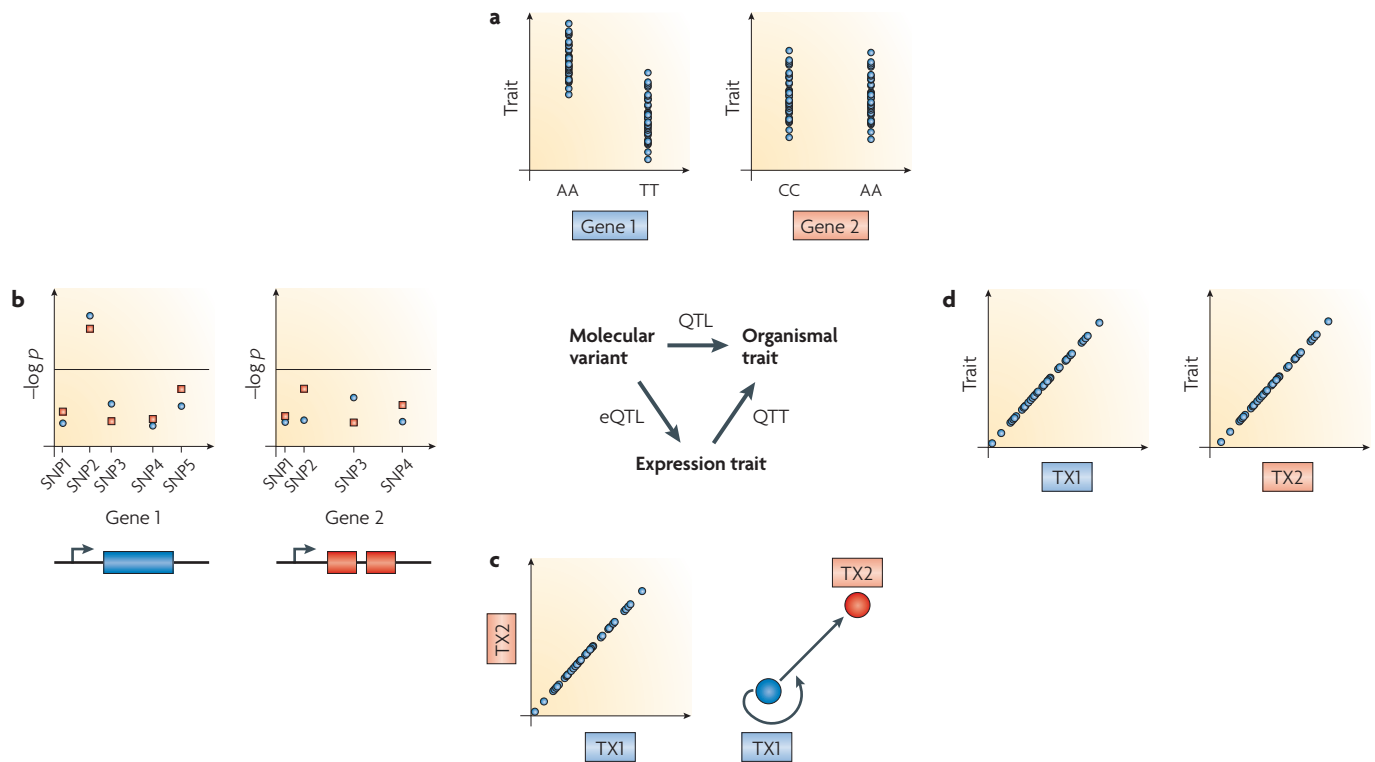 a
Trait
AA
TT
Gene 1
Trait
CC
AA
Gene 2
b
–log p
SNP1
SNP2
SNP3
SNP4
SNP5
Gene 1
–log p
SNP1
SNP2
SNP3
SNP4
Gene 2
Molecular
variant
QTL
Organismal
trait
eQTL
QTT
Expression trait
d
Trait
TX1
Trait
TX2
c
TX2
TX1
TX2
TX1